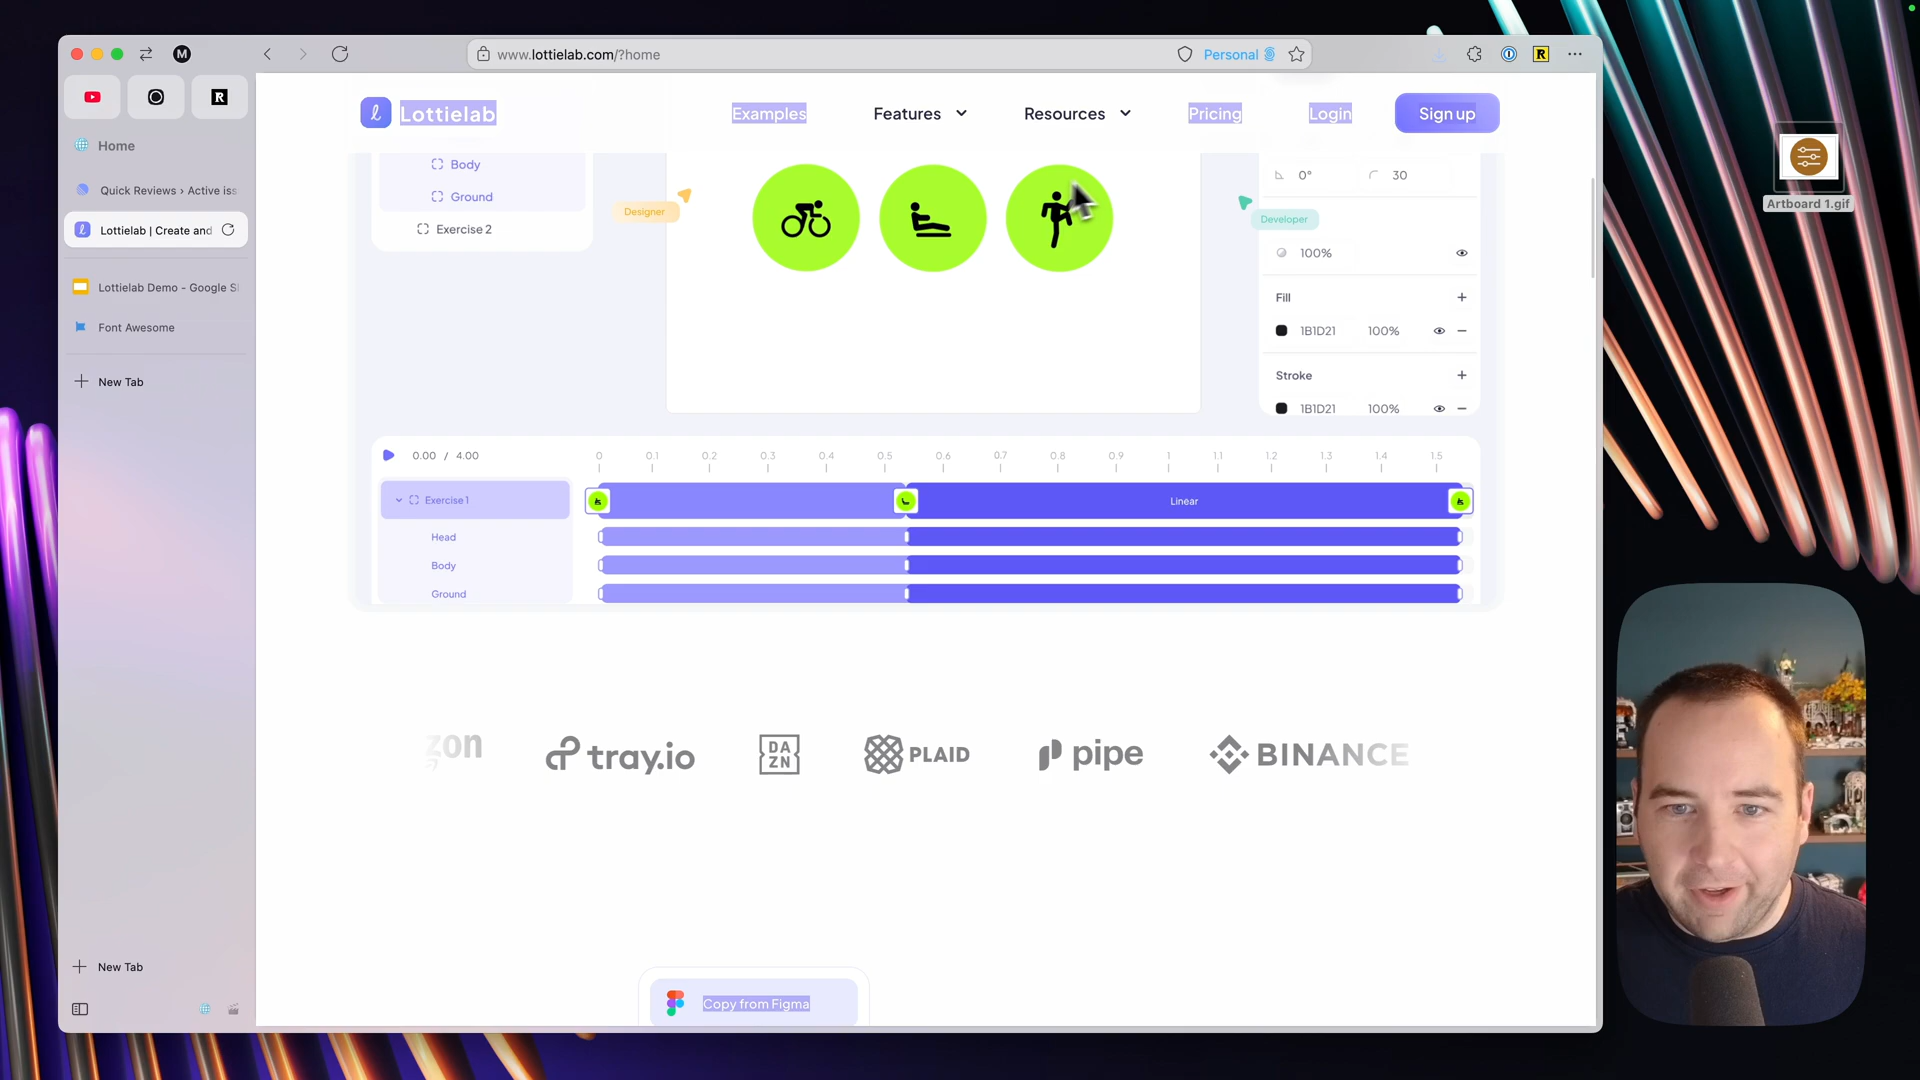 M
www.lottielab.com/?home
Personal
R
R
Home
Quick Reviews › Active iss
Lottielab | Create and
Lottielab Demo - Google Sl
Font Awesome
New Tab
New Tab
Lottielab
Examples
Features
Resources
Pricing
Login
Sign up
Body
Ground
Exercise 2
Designer
Developer
0°
30
100%
Fill
1B1D21
100%
Stroke
1B1D21
100%
0.00 / 4.00
0
0.1
0.2
0.3
0.4
0.5
0.6
0.7
0.8
0.9
1
1.1
1.2
1.3
1.4
1.5
Exercise 1
Linear
Head
Body
Ground
zon
tray.io
DAZN
PLAID
pipe
BINANCE
Copy from Figma
Artboard 1.gif